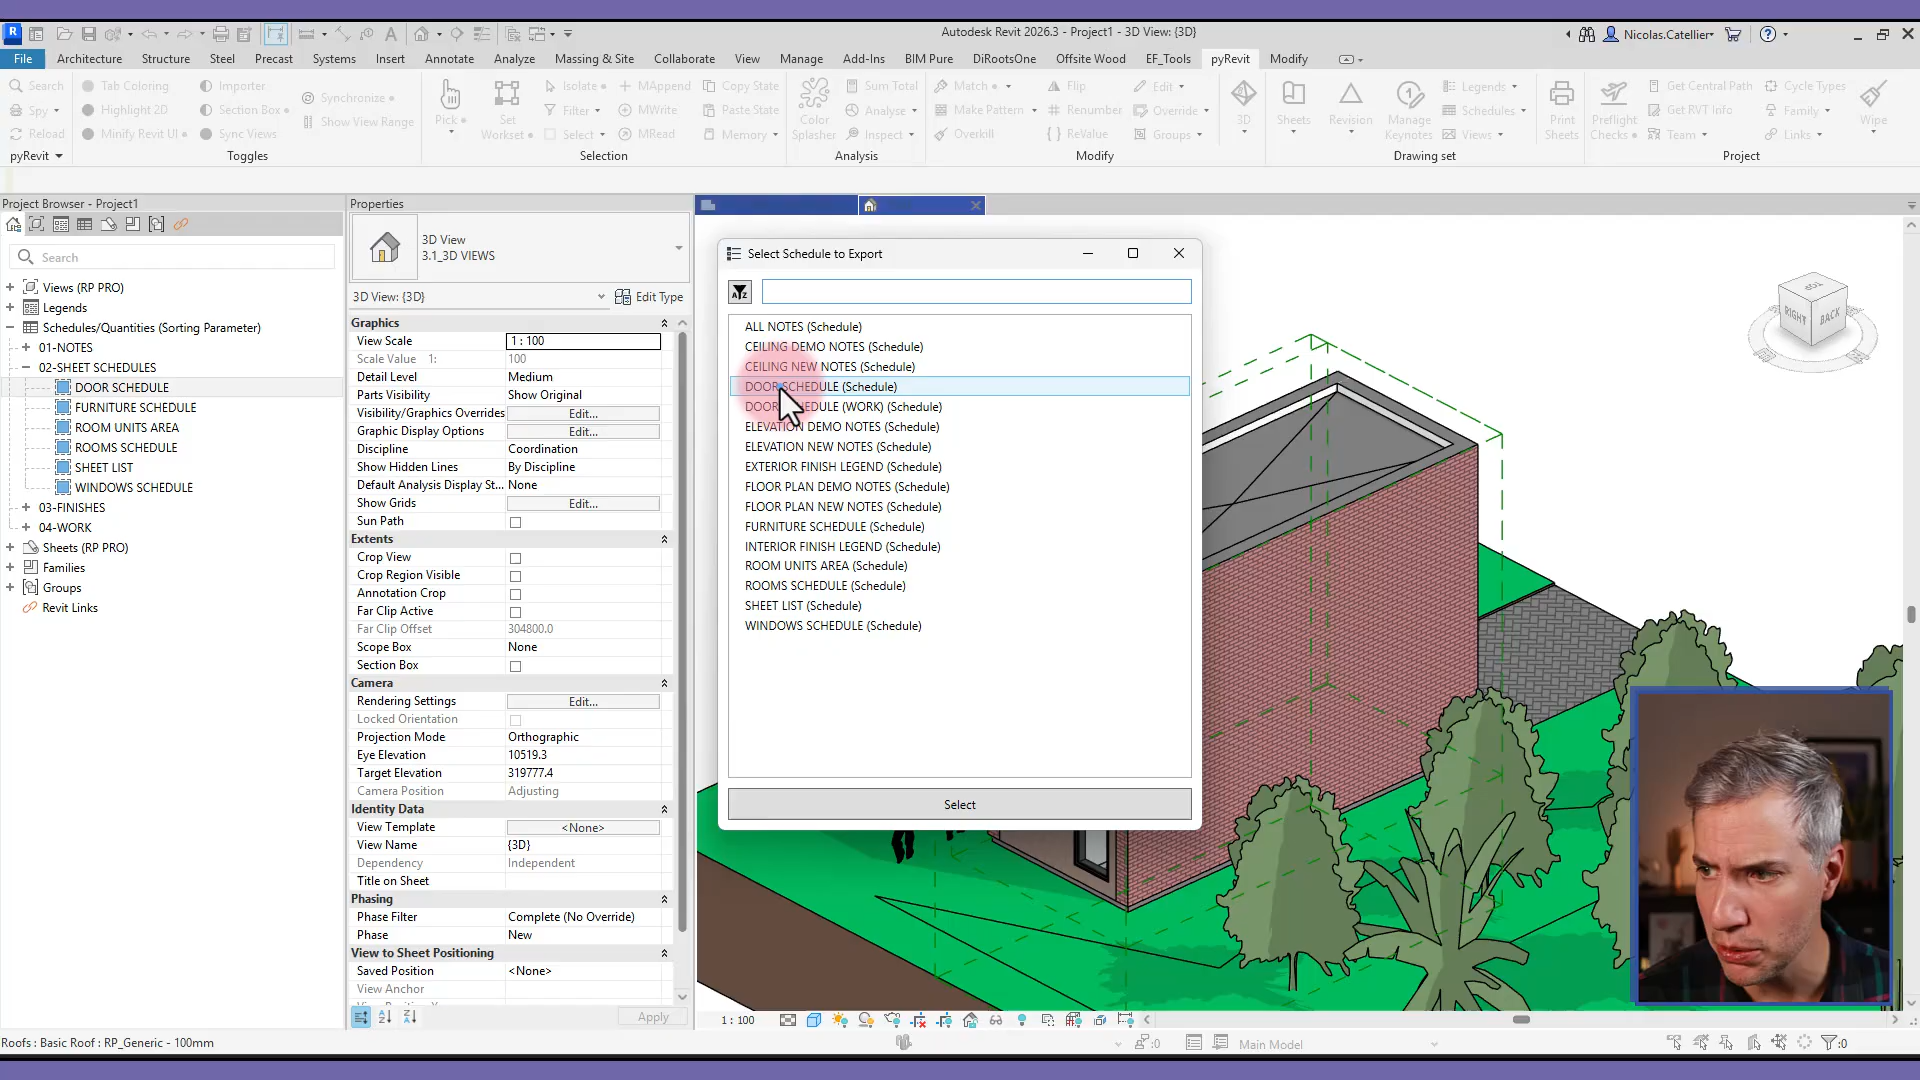 Autodesk Revit 2026.3 - Project1 - 3D View: {3D}
Nicolas.Catellier
File Architecture Structure Steel Precast Systems Insert Annotate Analyze Massing & Site Collaborate View Manage Add-Ins BIM Pure DiRootsOne Offsite Wood EF_Tools pyRevit Modify
Search
Spy
Reload
pyRevit
Tab Coloring
Highlight 2D
Minify Revit UI
Importer
Section Box
Sync Views
Synchronize
Show View Range
Toggles
Pick
Set
Workset
Isolate
Filter
Select
MAppend
MWrite
MRead
Copy State
Paste State
Memory
Selection
Color
Splasher
Sum Total
Analyse
Inspect
Analysis
Match
Make Pattern
Overkill
Flip
Renumber
ReValue
Edit
Override
Groups
Modify
3D
Sheets
Revision
Manage
Keynotes
Legends
Schedules
Views
Print
Sheets
Drawing set
Preflight
Checks
Get Central Path
Get RVT Info
Team
Cycle Types
Family
Links
Wipe
Project
Project Browser - Project1
Search
Views (RP PRO)
Legends
Schedules/Quantities (Sorting Parameter)
01-NOTES
02-SHEET SCHEDULES
DOOR SCHEDULE
FURNITURE SCHEDULE
ROOM UNITS AREA
ROOMS SCHEDULE
SHEET LIST
WINDOWS SCHEDULE
03-FINISHES
04-WORK
Sheets (RP PRO)
Families
Groups
Revit Links
Properties
3D View
3.1_3D VIEWS
3D View: {3D} Edit Type
Graphics
View Scale 1 : 100
Scale Value 1: 100
Detail Level Medium
Parts Visibility Show Original
Visibility/Graphics Overrides Edit...
Graphic Display Options Edit...
Discipline Coordination
Show Hidden Lines By Discipline
Default Analysis Display St... None
Show Grids Edit...
Sun Path
Extents
Crop View
Crop Region Visible
Annotation Crop
Far Clip Active
Far Clip Offset 304800.0
Scope Box None
Section Box
Camera
Rendering Settings Edit...
Locked Orientation
Projection Mode Orthographic
Eye Elevation 10519.3
Target Elevation 319777.4
Camera Position Adjusting
Identity Data
View Template <None>
View Name {3D}
Dependency Independent
Title on Sheet
Phasing
Phase Filter Complete (No Override)
Phase New
View to Sheet Positioning
Saved Position <None>
View Anchor
Apply
Select Schedule to Export
ALL NOTES (Schedule)
CEILING DEMO NOTES (Schedule)
CEILING NEW NOTES (Schedule)
DOOR SCHEDULE (Schedule)
DOOR SCHEDULE (WORK) (Schedule)
ELEVATION DEMO NOTES (Schedule)
ELEVATION NEW NOTES (Schedule)
EXTERIOR FINISH LEGEND (Schedule)
FLOOR PLAN DEMO NOTES (Schedule)
FLOOR PLAN NEW NOTES (Schedule)
FURNITURE SCHEDULE (Schedule)
INTERIOR FINISH LEGEND (Schedule)
ROOM UNITS AREA (Schedule)
ROOMS SCHEDULE (Schedule)
SHEET LIST (Schedule)
WINDOWS SCHEDULE (Schedule)
Select
TOP
RIGHT
BACK
1 : 100
Roofs : Basic Roof : RP_Generic - 100mm
:0
Main Model
:0